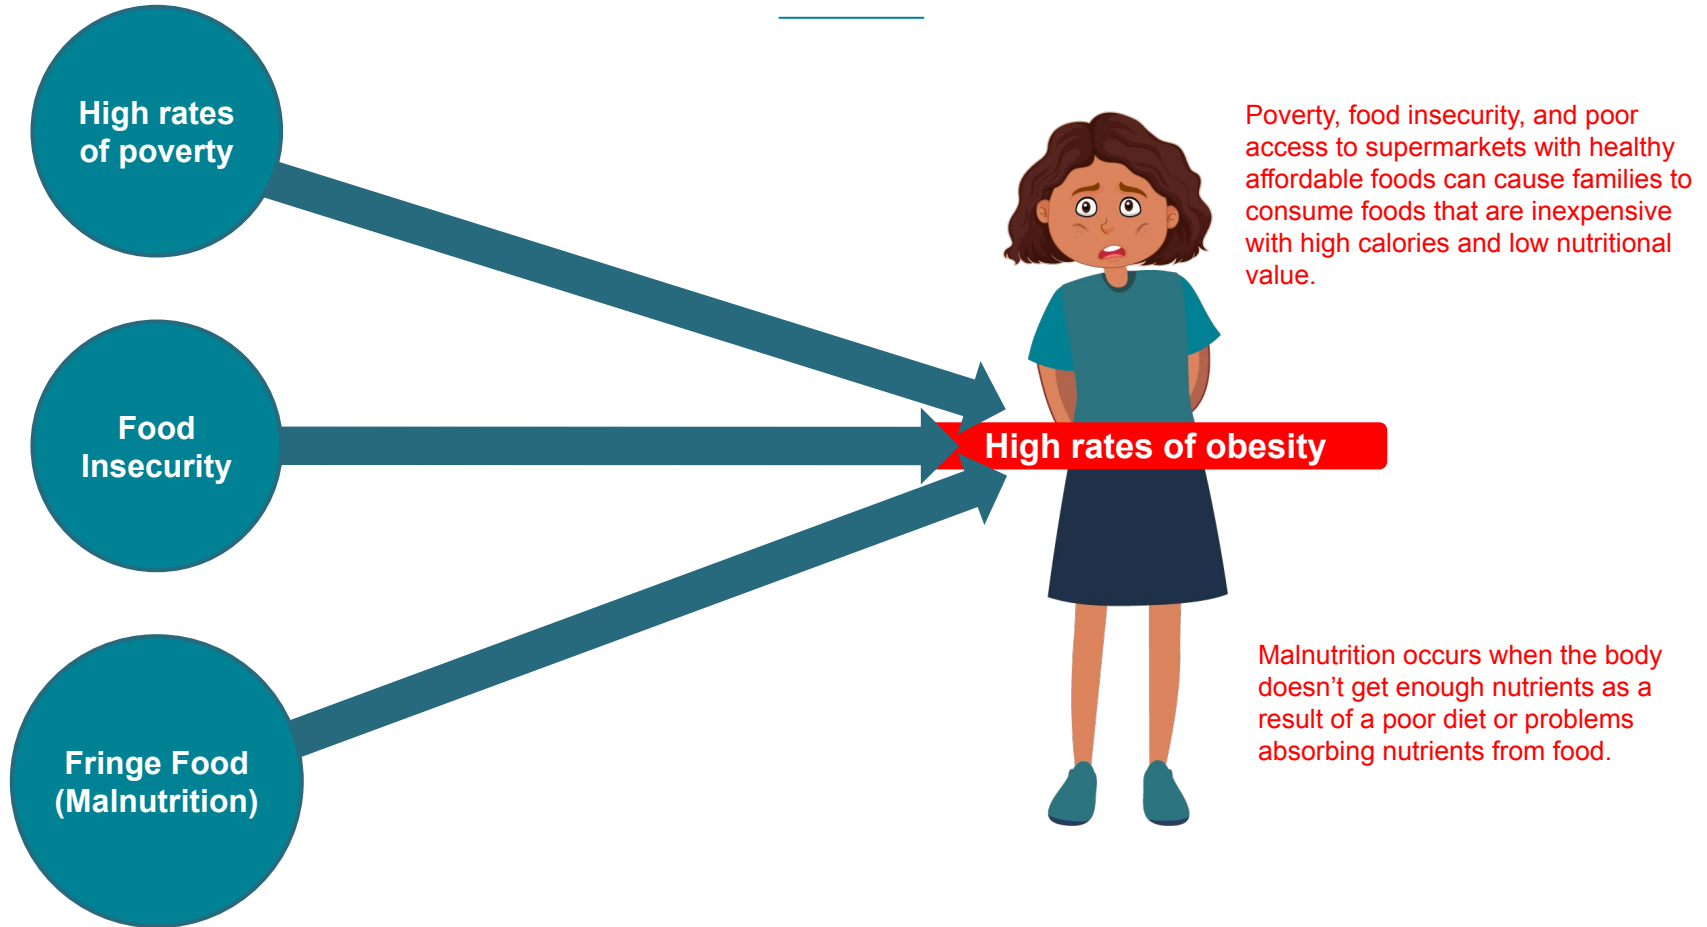 High rates
of poverty
Food
Insecurity
Fringe Food
(Malnutrition)
High rates of obesity
Poverty, food insecurity, and poor
access to supermarkets with healthy
affordable foods can cause families to
consume foods that are inexpensive
with high calories and low nutritional
value.
Malnutrition occurs when the body
doesn’t get enough nutrients as a
result of a poor diet or problems
absorbing nutrients from food.